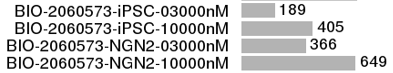 BIO-2060573-iPSC-03000nM 189
BIO-2060573-iPSC-10000nM 405
BIO-2060573-NGN2-03000nM 366
BIO-2060573-NGN2-10000nM 649